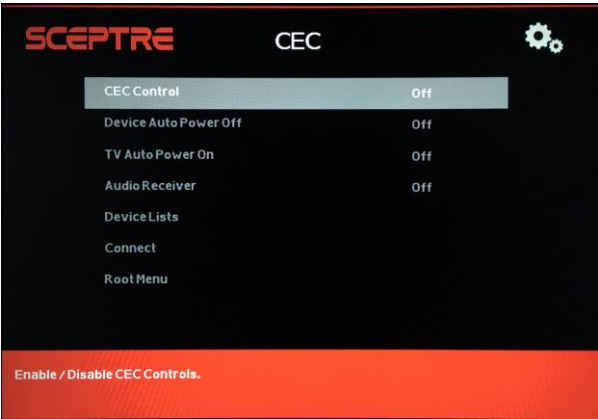 SCEPTRE CEC
CEC Control Off
Device Auto Power Off Off
TV Auto Power On Off
Audio Receiver Off
Device Lists
Connect
Root Menu
Enable / Disable CEC Controls.